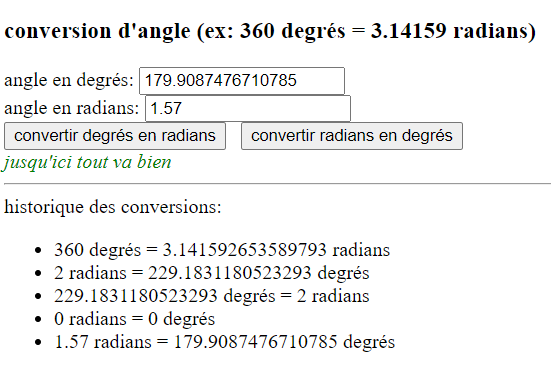 conversion d'angle (ex: 360 degrés = 3.14159 radians)
angle en degrés: 179.9087476710785
angle en radians: 1.57
convertir degrés en radians convertir radians en degrés
jusqu'ici tout va bien
historique des conversions:
• 360 degrés = 3.141592653589793 radians
• 2 radians = 229.1831180523293 degrés
• 229.1831180523293 degrés = 2 radians
• 0 radians = 0 degrés
• 1.57 radians = 179.9087476710785 degrés